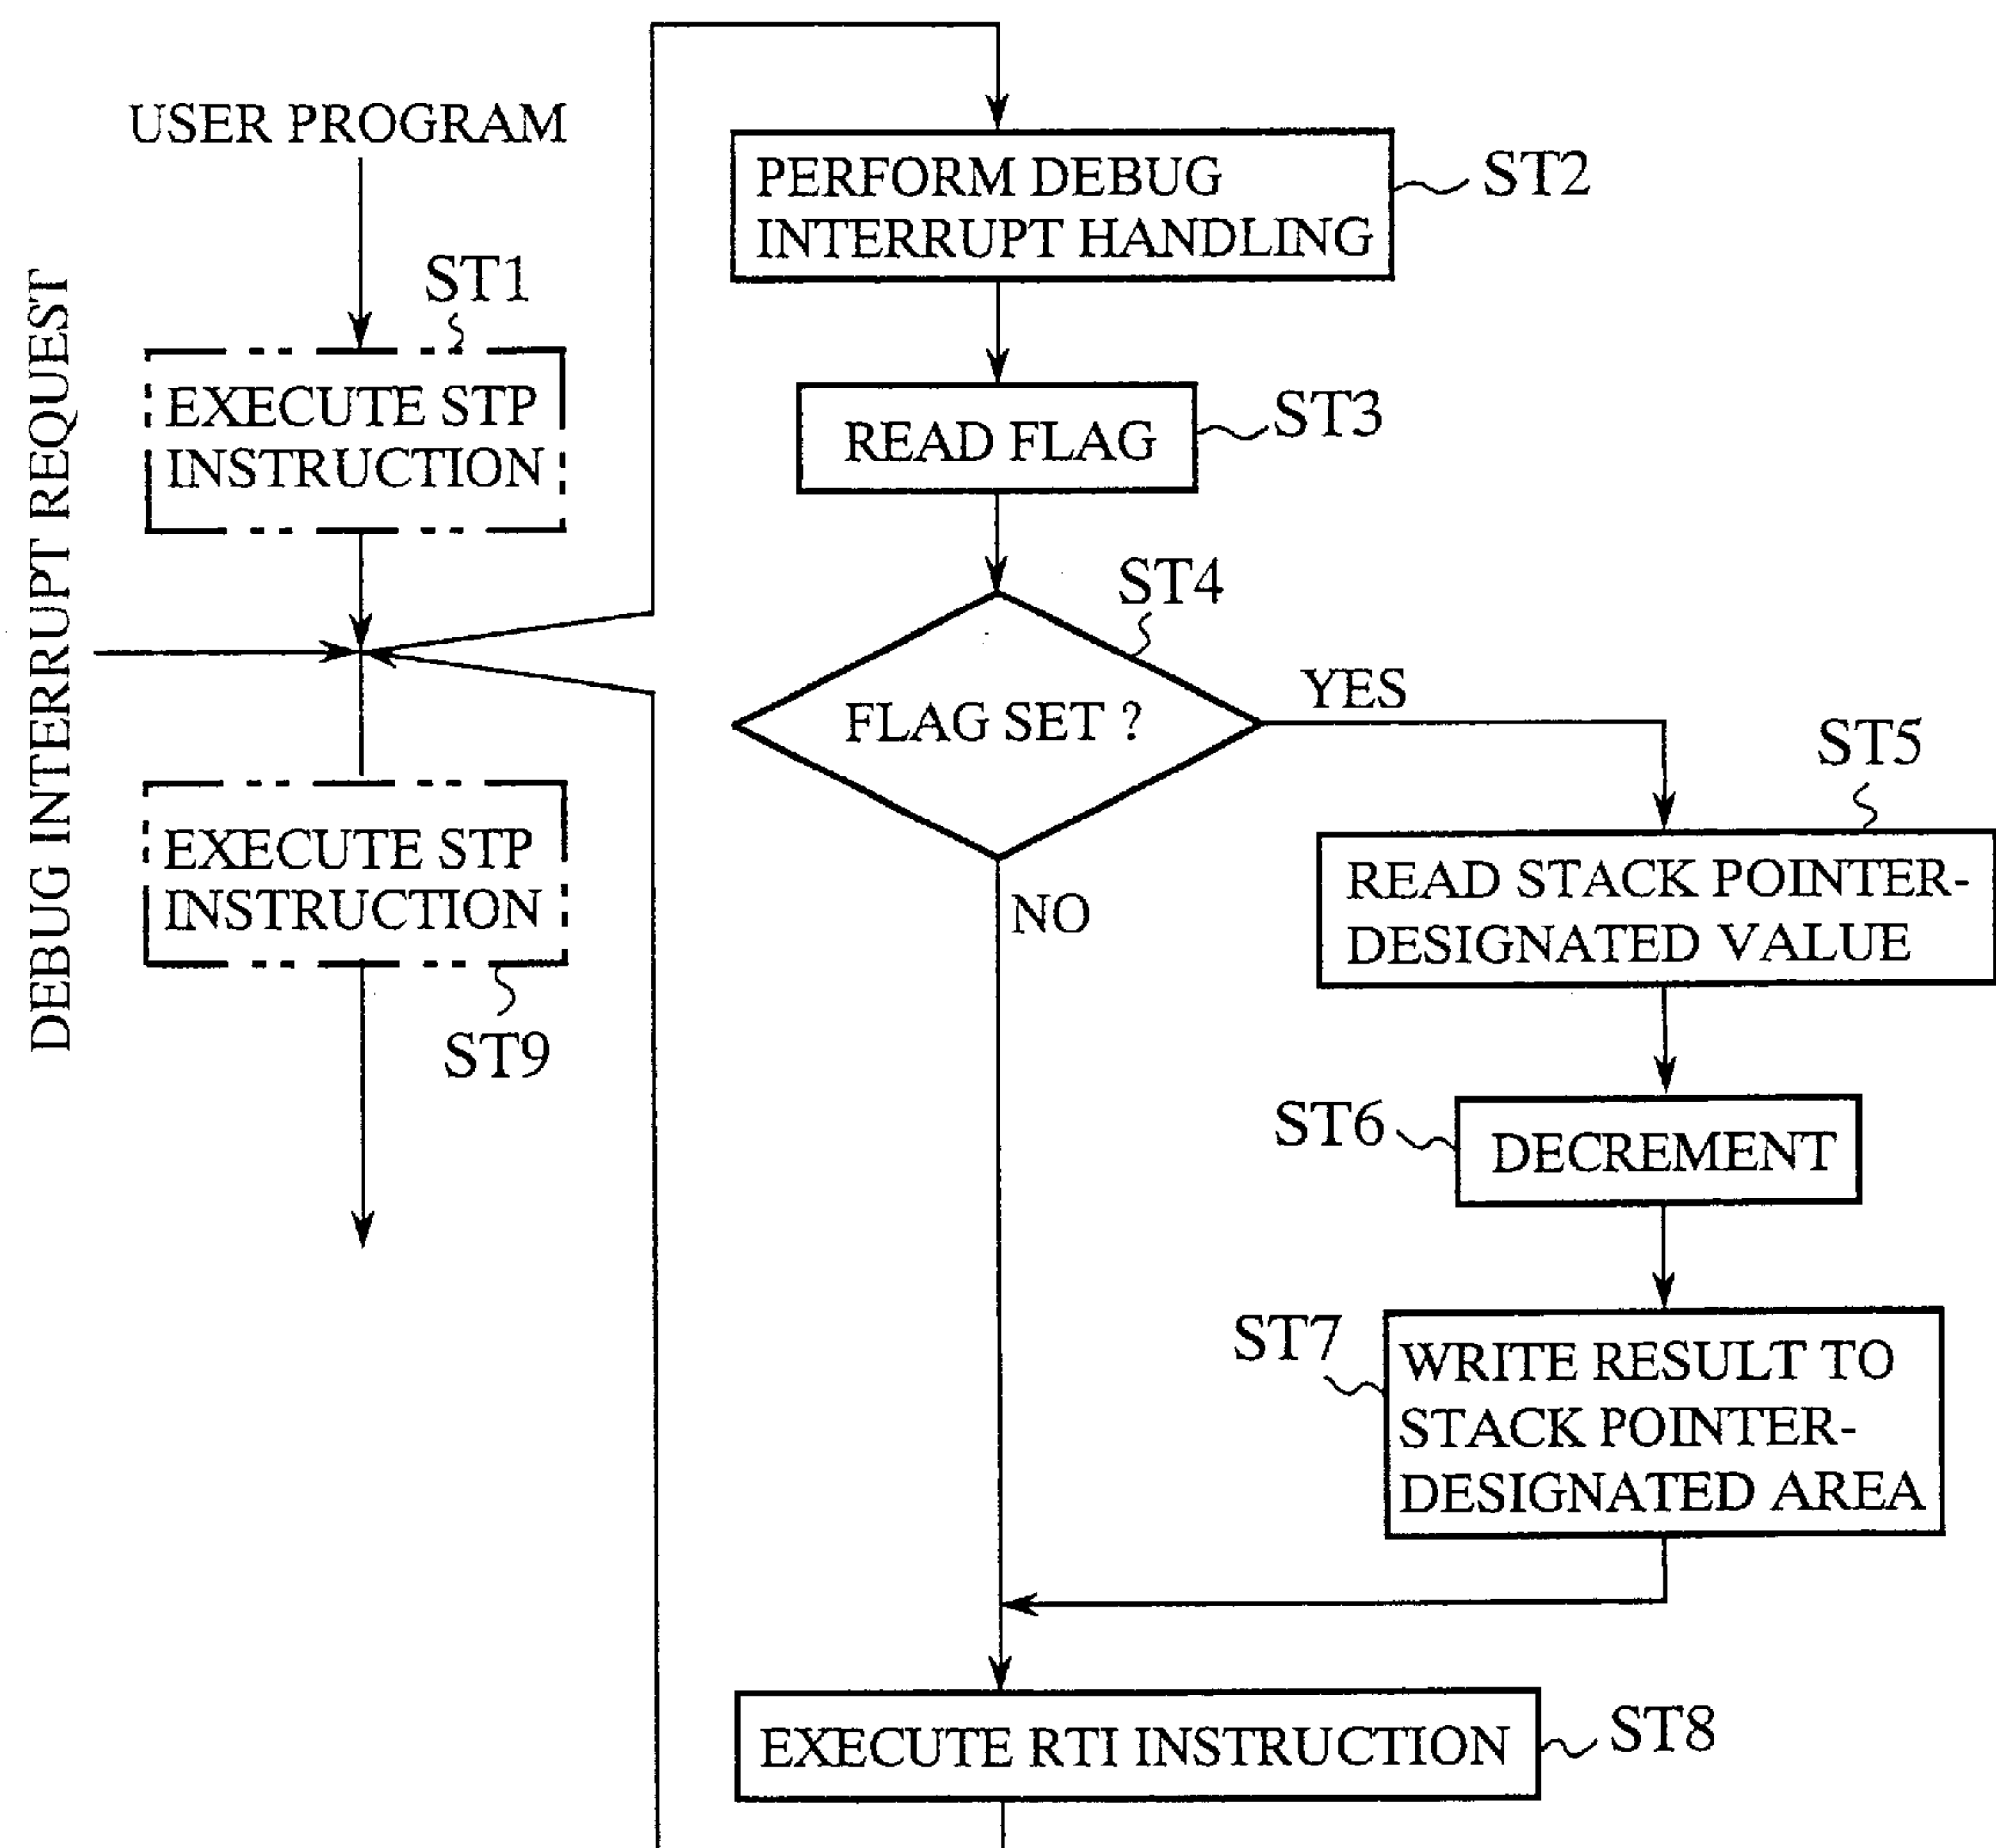 USER PROGRAM
DEBUG INTERRUPT REQUEST
ST1
EXECUTE STP
INSTRUCTION
EXECUTE STP
INSTRUCTION
ST9
PERFORM DEBUG
INTERRUPT HANDLING
ST2
READ FLAG
ST3
ST4
FLAG SET ?
YES
NO
ST5
READ STACK POINTER-
DESIGNATED VALUE
ST6
DECREMENT
ST7
WRITE RESULT TO
STACK POINTER-
DESIGNATED AREA
EXECUTE RTI INSTRUCTION
ST8